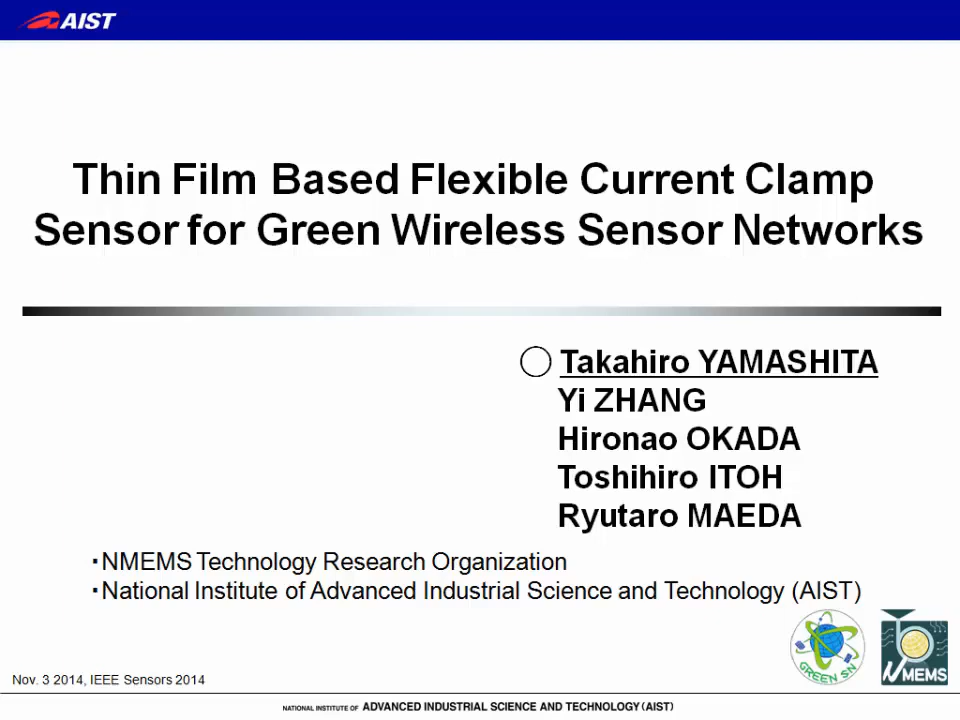 AIST
Thin Film Based Flexible Current Clamp
Sensor for Green Wireless Sensor Networks
○Takahiro YAMASHITA
Yi ZHANG
Hironao OKADA
Toshihiro ITOH
Ryutaro MAEDA
・NMEMS Technology Research Organization
・National Institute of Advanced Industrial Science and Technology (AIST)
GREEN SN
NMEMS
Nov. 3 2014, IEEE Sensors 2014
NATIONAL INSTITUTE OF ADVANCED INDUSTRIAL SCIENCE AND TECHNOLOGY (AIST)